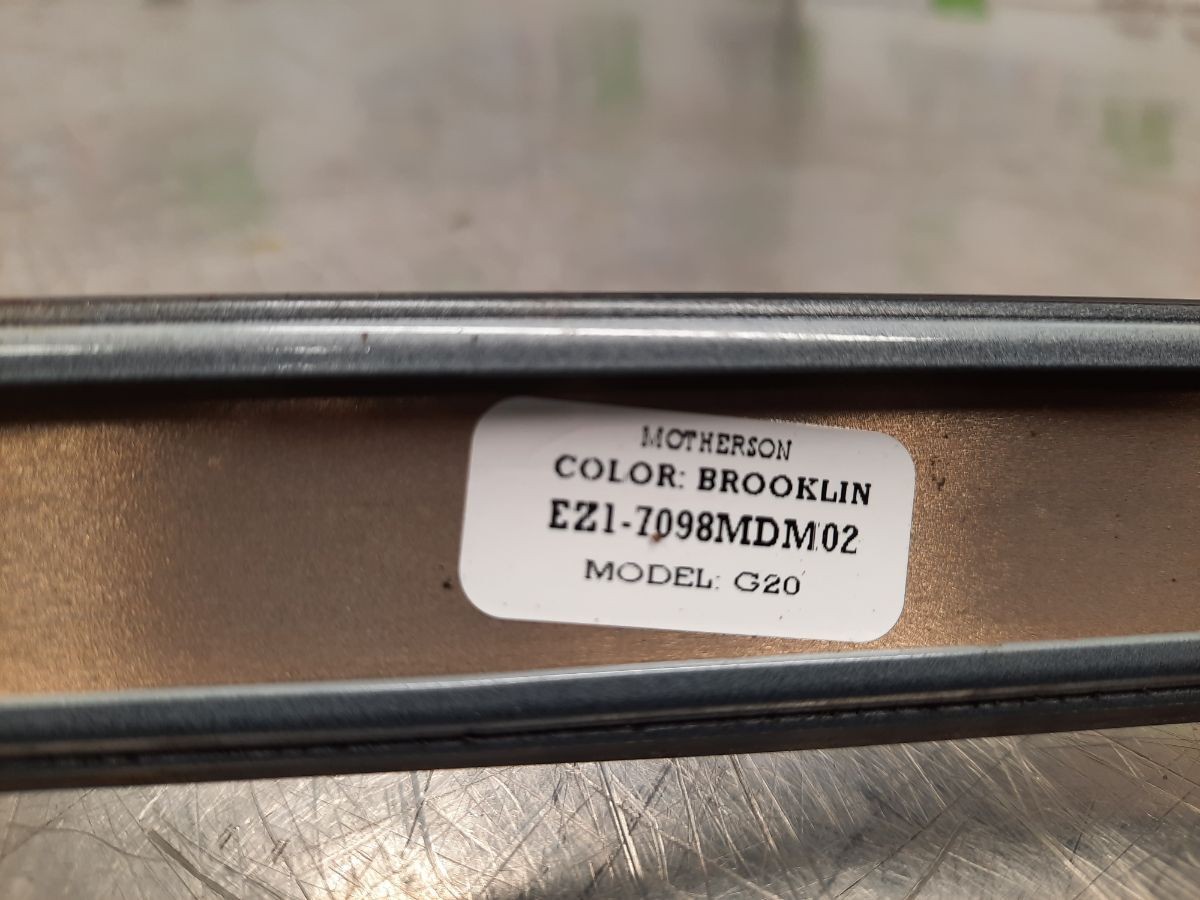 MOTHERSON
COLOR: BROOKLIN
EZ1-7098MDM02
MODEL: G20